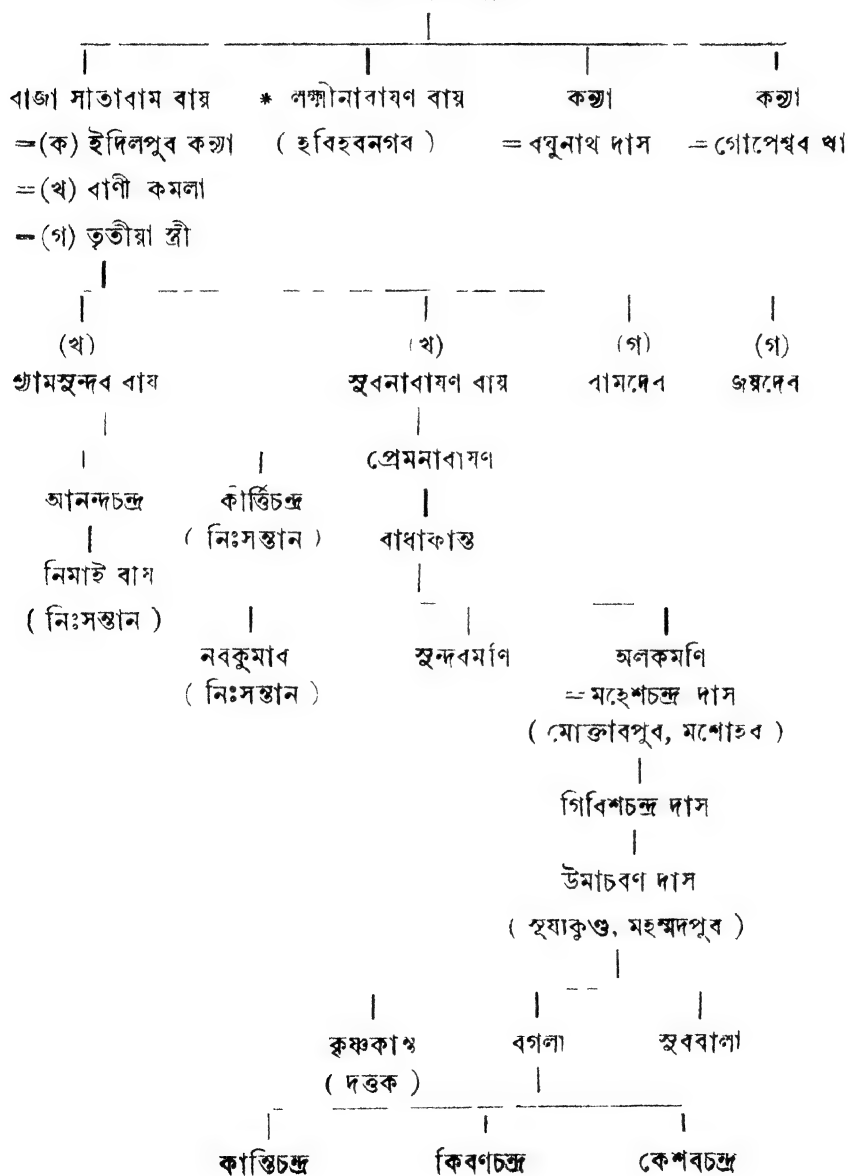 রাজা সীতারাম রায় * লক্ষ্মীনারায়ণ রায় কন্যা কন্যা
=(ক) ইদিলপুর কন্যা ( হরিহরনগর ) =রঘুনাথ দাস =গোপেশ্বর খাঁ
=(খ) রাণী কমলা
=(গ) তৃতীয়া স্ত্রী
(খ) (খ) (গ) (গ)
শ্যামসুন্দর রায় সুরনারায়ণ রায় রামদেব জয়দেব
প্রেমনারায়ণ
আনন্দচন্দ্র কীর্ত্তিচন্দ্র
( নিঃসন্তান ) রাধাকান্ত
নিমাই রায়
( নিঃসন্তান )
নবকুমার সুন্দরমণি অলকমণি
( নিঃসন্তান ) =মহেশচন্দ্র দাস
( মোক্তারপুর, যশোহর )
গিরিশচন্দ্র দাস
উমাচরণ দাস
( সূর্য্যকুণ্ড, মহম্মদপুর )
কৃষ্ণকান্ত বগলা সুরবালা
( দত্তক )
কান্তিচন্দ্র কিরণচন্দ্র কেশবচন্দ্র